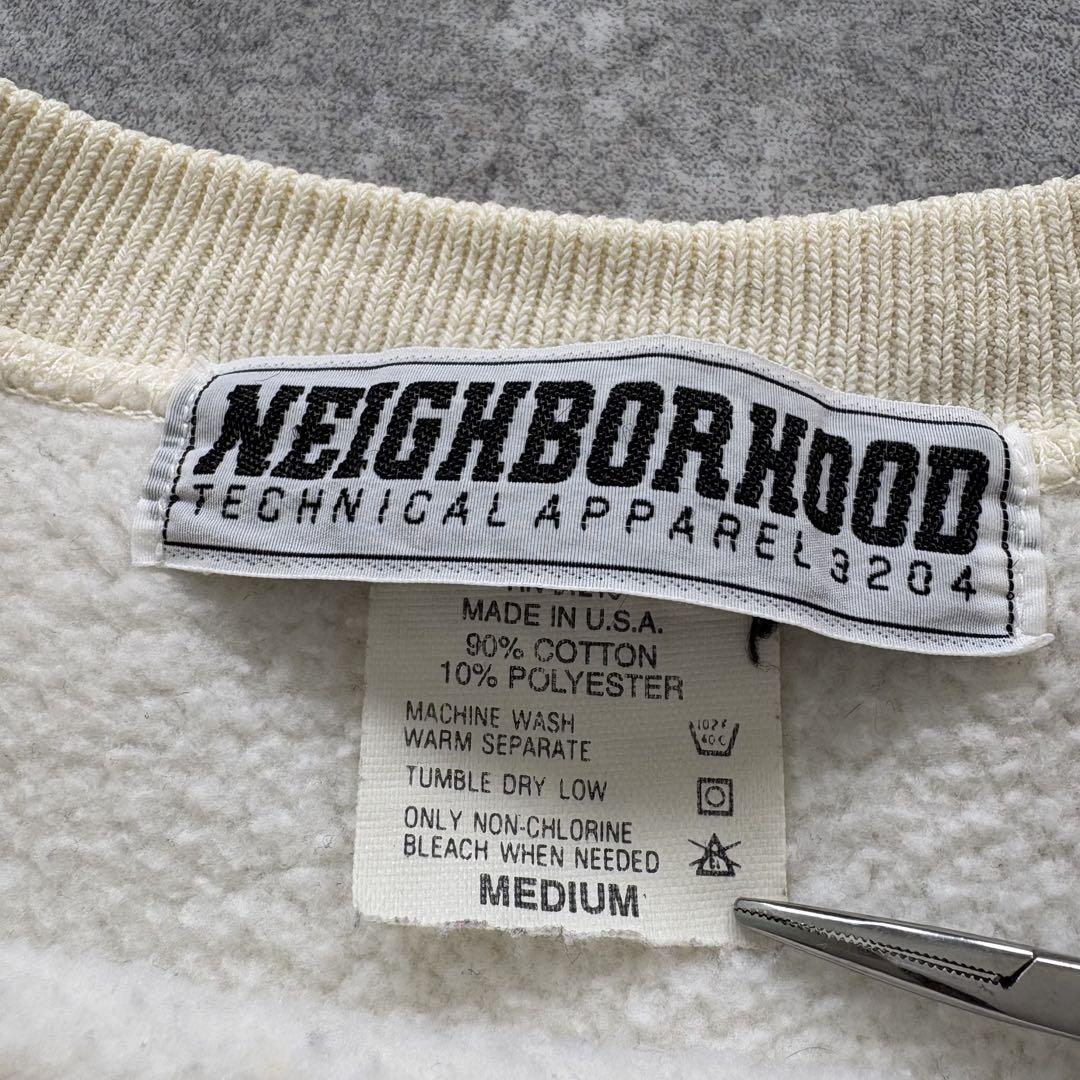 NEIGHBORHOOD
TECHNICAL APPAREL 3204
MADE IN U.S.A.
90% COTTON
10% POLYESTER
MACHINE WASH
WARM SEPARATE
TUMBLE DRY LOW
ONLY NON-CHLORINE
BLEACH WHEN NEEDED
MEDIUM